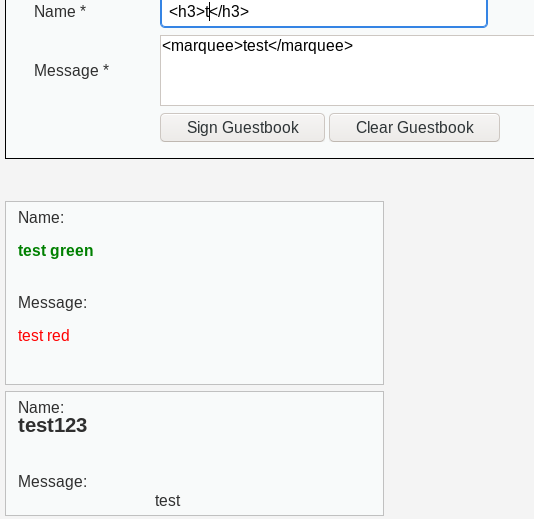 Name * <h3>t</h3>
Message * <marquee>test</marquee>
Sign Guestbook Clear Guestbook
Name:
test green
Message:
test red
Name:
test123
Message:
test